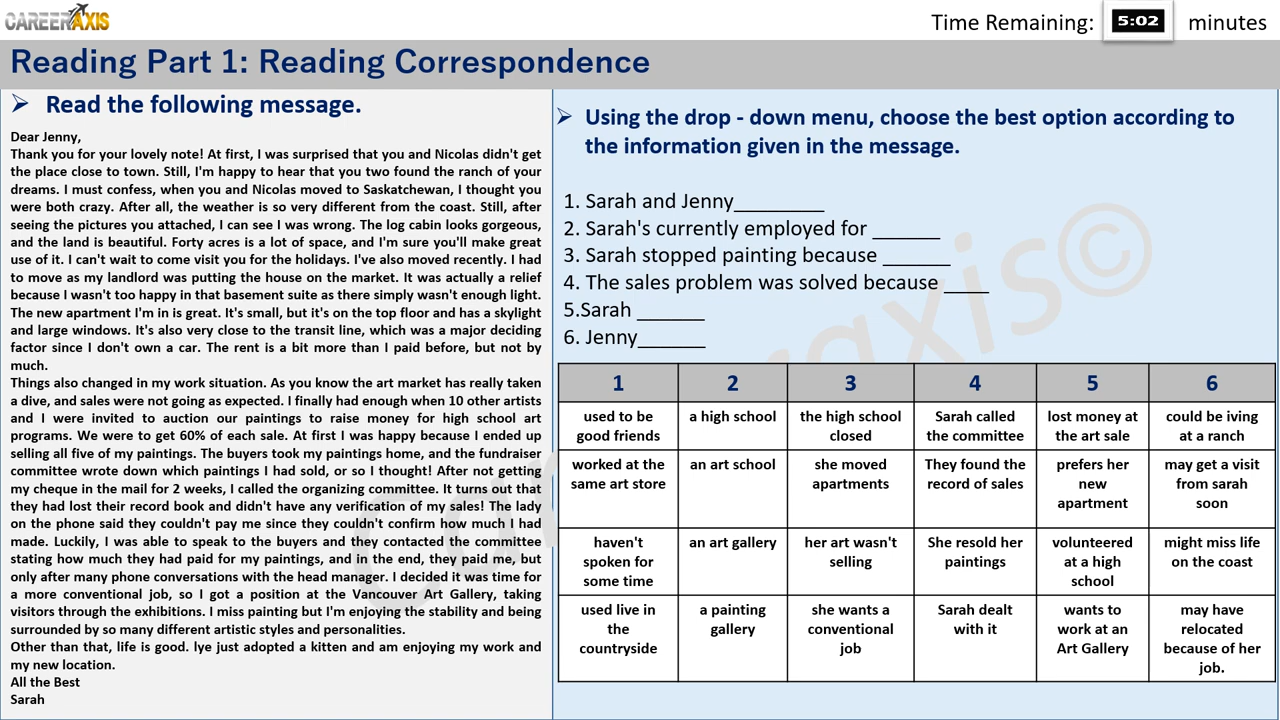 CAREERAXIS
Time Remaining: 5:02 minutes
Reading Part 1: Reading Correspondence
➢ Read the following message.
Dear Jenny,
Thank you for your lovely note! At first, I was surprised that you and Nicolas didn't get
the place close to town. Still, I'm happy to hear that you two found the ranch of your
dreams. I must confess, when you and Nicolas moved to Saskatchewan, I thought you
were both crazy. After all, the weather is so very different from the coast. Still, after
seeing the pictures you attached, I can see I was wrong. The log cabin looks gorgeous,
and the land is beautiful. Forty acres is a lot of space, and I'm sure you'll make great
use of it. I can't wait to come visit you for the holidays. I've also moved recently. I had
to move as my landlord was putting the house on the market. It was actually a relief
because I wasn't too happy in that basement suite as there simply wasn't enough light.
The new apartment I'm in is great. It's small, but it's on the top floor and has a skylight
and large windows. It's also very close to the transit line, which was a major deciding
factor since I don't own a car. The rent is a bit more than I paid before, but not by
much.
Things also changed in my work situation. As you know the art market has really taken
a dive, and sales were not going as expected. I finally had enough when 10 other artists
and I were invited to auction our paintings to raise money for high school art
programs. We were to get 60% of each sale. At first I was happy because I ended up
selling all five of my paintings. The buyers took my paintings home, and the fundraiser
committee wrote down which paintings I had sold, or so I thought! After not getting
my cheque in the mail for 2 weeks, I called the organizing committee. It turns out that
they had lost their record book and didn't have any verification of my sales! The lady
on the phone said they couldn't pay me since they couldn't confirm how much I had
made. Luckily, I was able to speak to the buyers and they contacted the committee
stating how much they had paid for my paintings, and in the end, they paid me, but
only after many phone conversations with the head manager. I decided it was time for
a more conventional job, so I got a position at the Vancouver Art Gallery, taking
visitors through the exhibitions. I miss painting but I'm enjoying the stability and being
surrounded by so many different artistic styles and personalities.
Other than that, life is good. lye just adopted a kitten and am enjoying my work and
my new location.
All the Best
Sarah
➢ Using the drop - down menu, choose the best option according to
the information given in the message.
1. Sarah and Jenny________
2. Sarah's currently employed for ______
3. Sarah stopped painting because ______
4. The sales problem was solved because ____
5.Sarah ______
6. Jenny______
1 2 3 4 5 6
used to be good friends
a high school
the high school closed
Sarah called the committee
lost money at the art sale
could be iving at a ranch
worked at the same art store
an art school
she moved apartments
They found the record of sales
prefers her new apartment
may get a visit from sarah soon
haven't spoken for some time
an art gallery
her art wasn't selling
She resold her paintings
volunteered at a high school
might miss life on the coast
used live in the countryside
a painting gallery
she wants a conventional job
Sarah dealt with it
wants to work at an Art Gallery
may have relocated because of her job.